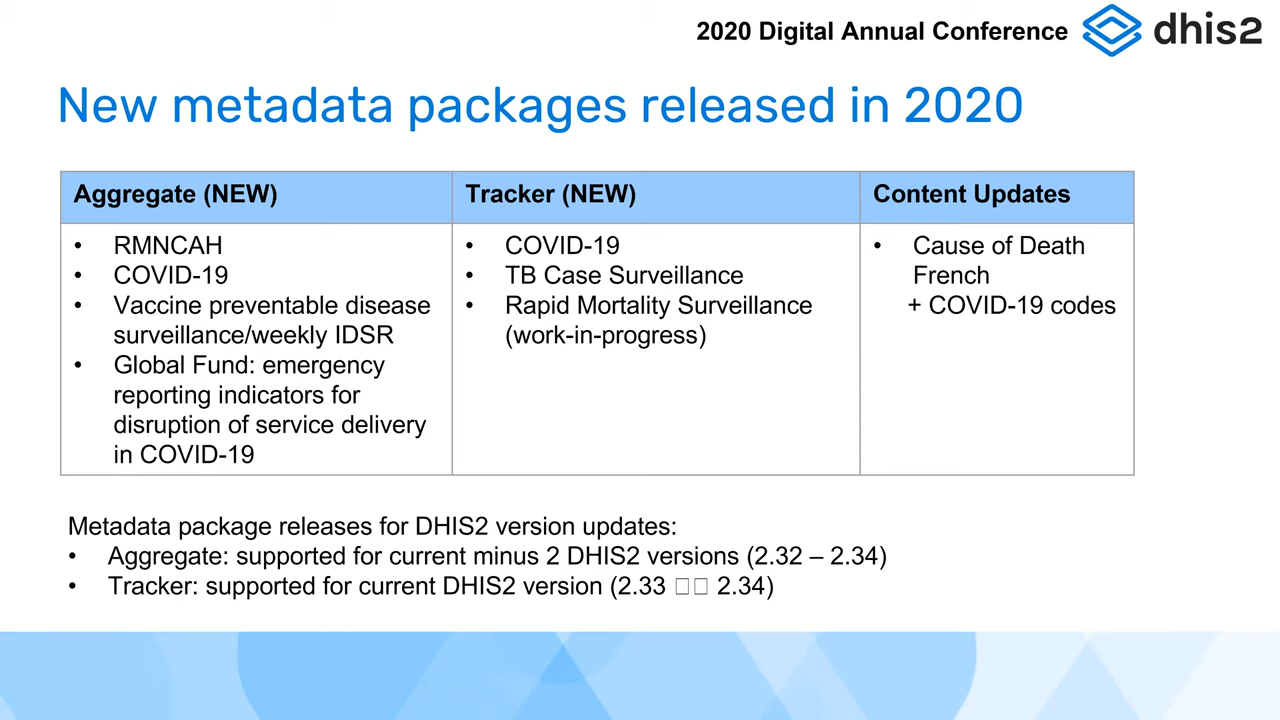 2020 Digital Annual Conference
dhis2
New metadata packages released in 2020
Aggregate (NEW)
• RMNCAH
• COVID-19
• Vaccine preventable disease
surveillance/weekly IDSR
• Global Fund: emergency
reporting indicators for
disruption of service delivery
in COVID-19
Tracker (NEW)
• COVID-19
• TB Case Surveillance
• Rapid Mortality Surveillance
(work-in-progress)
Content Updates
• Cause of Death
French
+ COVID-19 codes
Metadata package releases for DHIS2 version updates:
• Aggregate: supported for current minus 2 DHIS2 versions (2.32 – 2.34)
• Tracker: supported for current DHIS2 version (2.33 □□ 2.34)